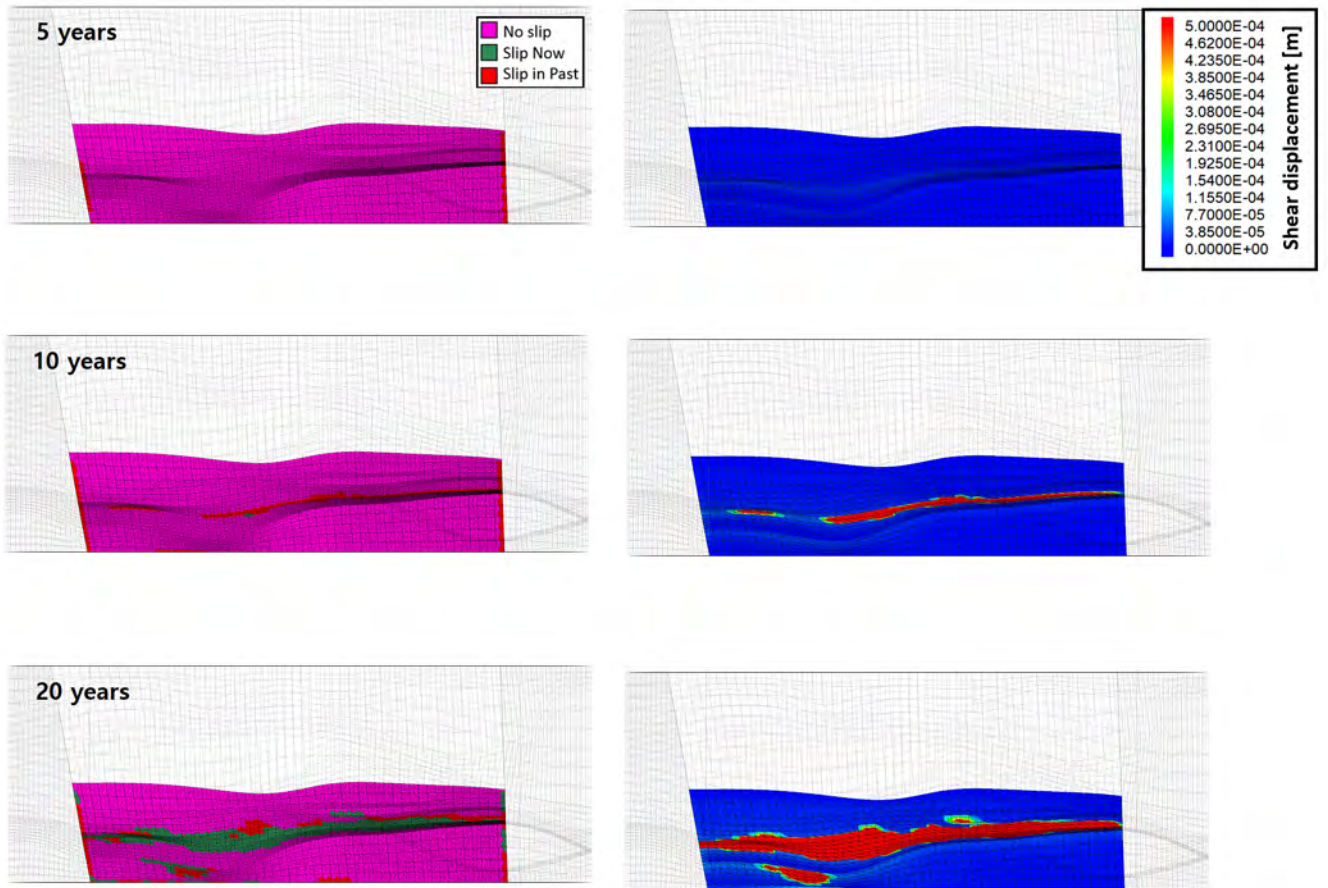 5 years
No slip
Slip Now
Slip in Past
5.0000E-04
4.6200E-04
4.2350E-04
3.8500E-04
3.4650E-04
3.0800E-04
2.6950E-04
2.3100E-04
1.9250E-04
1.5400E-04
1.1550E-04
7.7000E-05
3.8500E-05
0.0000E+00
Shear displacement [m]
10 years
20 years